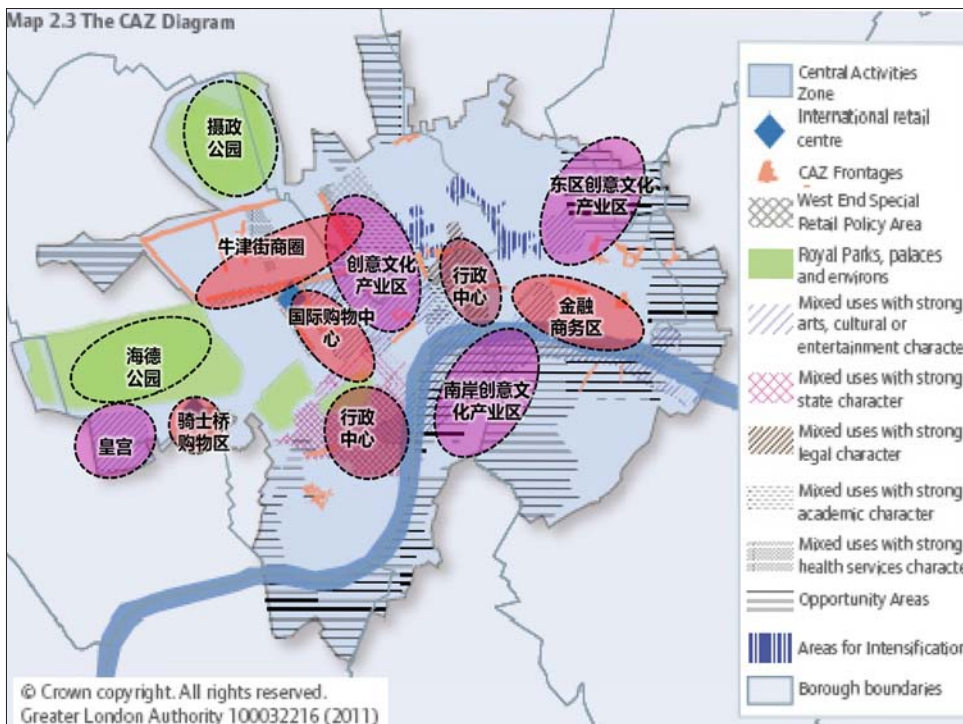 Map 2.3 The CAZ Diagram
摄政
公园
东区创意文化
产业区
牛津街商圈
创意文化
产业区
行政
中心
国际购物中
心
金融
商务区
海德
公园
南岸创意文
化产业区
骑士桥
购物区
行政
中心
皇宫
Central Activities
Zone
International retail
centre
CAZ Frontages
West End Special
Retail Policy Area
Royal Parks, palaces
and environs
Mixed uses with strong
arts, cultural or
entertainment characte
Mixed uses with strong
state character
Mixed uses with strong
legal character
Mixed uses with strong
academic character
Mixed uses with strong
health services characte
Opportunity Areas
Areas for Intensification
Borough boundaries
© Crown copyright. All rights reserved.
Greater London Authority 100032216 (2011)